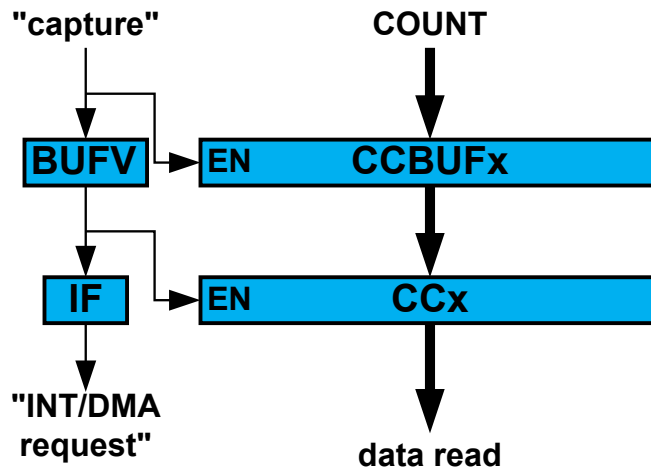 "capture"
COUNT
BUFV
EN
CCBUFx
IF
EN
CCx
"INT/DMA
request"
data read